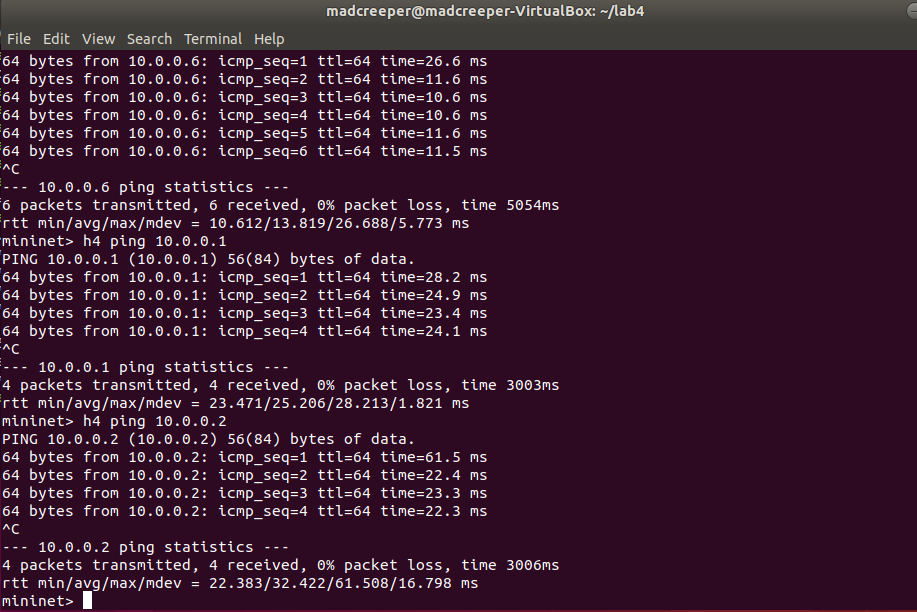 madcreeper@madcreeper-VirtualBox: ~/lab4
File Edit View Search Terminal Help
64 bytes from 10.0.0.6: icmp_seq=1 ttl=64 time=26.6 ms
64 bytes from 10.0.0.6: icmp_seq=2 ttl=64 time=11.6 ms
64 bytes from 10.0.0.6: icmp_seq=3 ttl=64 time=10.6 ms
64 bytes from 10.0.0.6: icmp_seq=4 ttl=64 time=10.6 ms
64 bytes from 10.0.0.6: icmp_seq=5 ttl=64 time=11.6 ms
64 bytes from 10.0.0.6: icmp_seq=6 ttl=64 time=11.5 ms
^C
--- 10.0.0.6 ping statistics ---
6 packets transmitted, 6 received, 0% packet loss, time 5054ms
rtt min/avg/max/mdev = 10.612/13.819/26.688/5.773 ms
mininet> h4 ping 10.0.0.1
PING 10.0.0.1 (10.0.0.1) 56(84) bytes of data.
64 bytes from 10.0.0.1: icmp_seq=1 ttl=64 time=28.2 ms
64 bytes from 10.0.0.1: icmp_seq=2 ttl=64 time=24.9 ms
64 bytes from 10.0.0.1: icmp_seq=3 ttl=64 time=23.4 ms
64 bytes from 10.0.0.1: icmp_seq=4 ttl=64 time=24.1 ms
^C
--- 10.0.0.1 ping statistics ---
4 packets transmitted, 4 received, 0% packet loss, time 3003ms
rtt min/avg/max/mdev = 23.471/25.206/28.213/1.821 ms
mininet> h4 ping 10.0.0.2
PING 10.0.0.2 (10.0.0.2) 56(84) bytes of data.
64 bytes from 10.0.0.2: icmp_seq=1 ttl=64 time=61.5 ms
64 bytes from 10.0.0.2: icmp_seq=2 ttl=64 time=22.4 ms
64 bytes from 10.0.0.2: icmp_seq=3 ttl=64 time=23.3 ms
64 bytes from 10.0.0.2: icmp_seq=4 ttl=64 time=22.3 ms
^C
--- 10.0.0.2 ping statistics ---
4 packets transmitted, 4 received, 0% packet loss, time 3006ms
rtt min/avg/max/mdev = 22.383/32.422/61.508/16.798 ms
mininet>